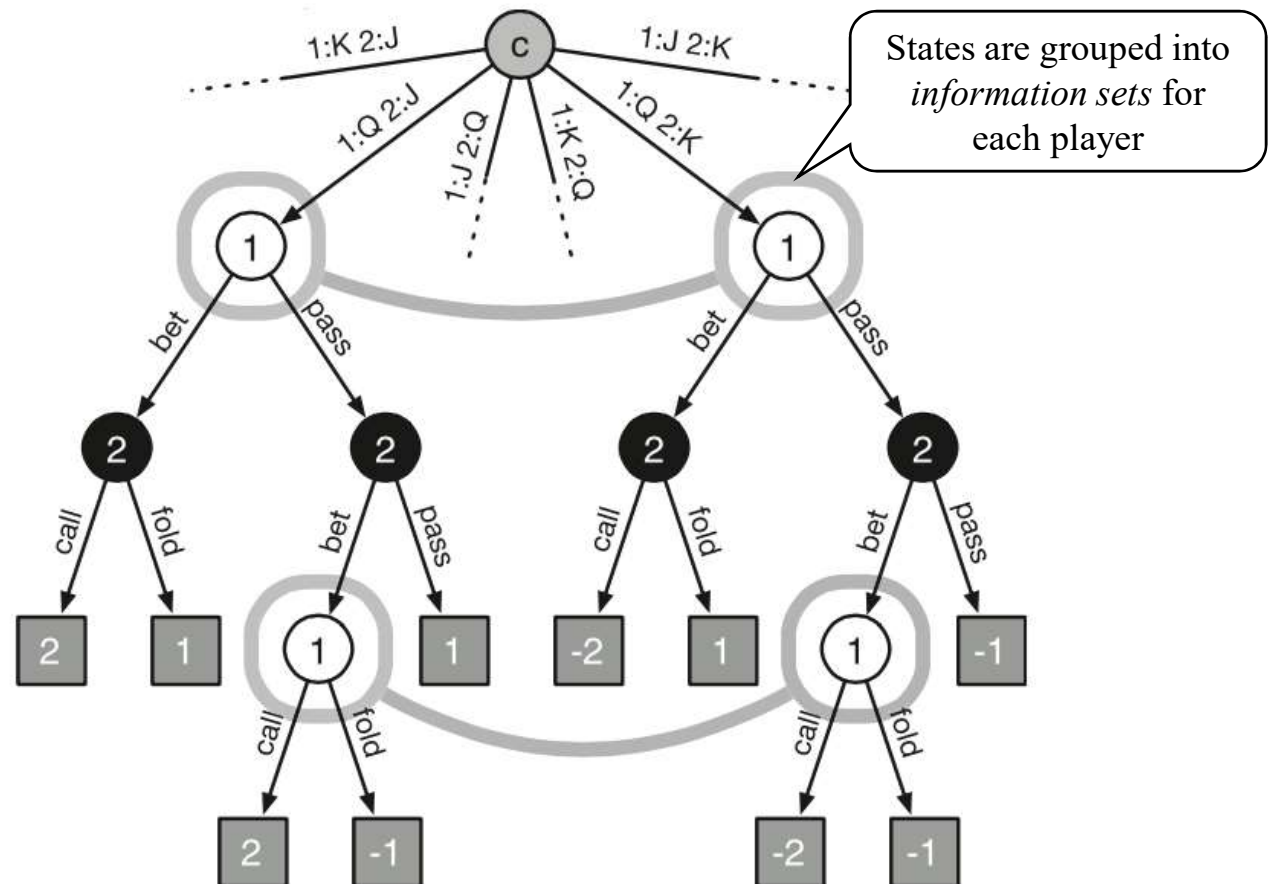 c
1:K 2:J
1:J 2:K
1:Q 2:J
1:J 2:Q
1:K 2:Q
1:Q 2:K
States are grouped into
information sets for
each player
1
1
bet
pass
bet
pass
2
2
2
2
call
fold
bet
pass
call
fold
bet
pass
2
1
1
1
-2
1
1
-1
call
fold
call
fold
2
-1
-2
-1